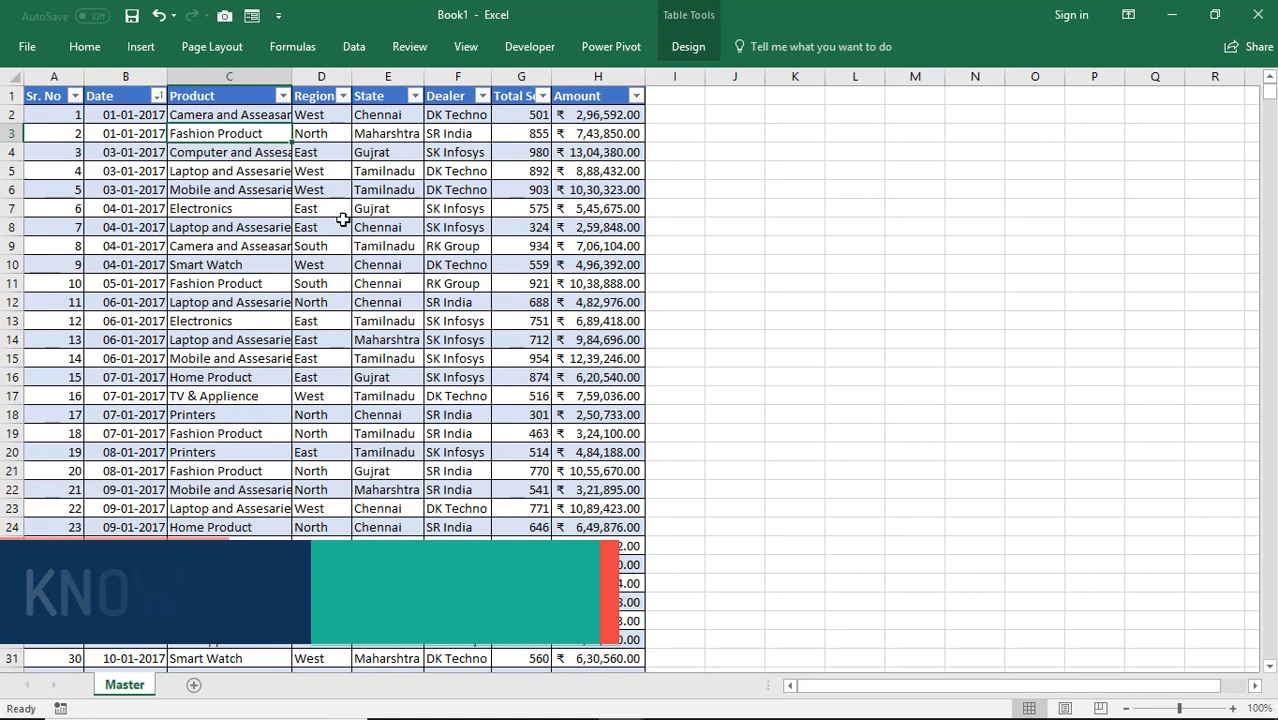 AutoSave Off Book1 - Excel Table Tools Sign in
File Home Insert Page Layout Formulas Data Review View Developer Power Pivot Design Tell me what you want to do Share
A B C D E F G H I J K L M N O P Q R
1 Sr. No Date Product Region State Dealer Total Se Amount
2 1 01-01-2017 Camera and Asseasar West Chennai DK Techno 501 ₹ 2,96,592.00
3 2 01-01-2017 Fashion Product North Maharshtra SR India 855 ₹ 7,43,850.00
4 3 03-01-2017 Computer and Assesa East Gujrat SK Infosys 980 ₹ 13,04,380.00
5 4 03-01-2017 Laptop and Assesarie West Tamilnadu DK Techno 892 ₹ 8,88,432.00
6 5 03-01-2017 Mobile and Assesarie West Tamilnadu DK Techno 903 ₹ 10,30,323.00
7 6 04-01-2017 Electronics East Gujrat SK Infosys 575 ₹ 5,45,675.00
8 7 04-01-2017 Laptop and Assesarie East Chennai SK Infosys 324 ₹ 2,59,848.00
9 8 04-01-2017 Camera and Asseasar South Tamilnadu RK Group 934 ₹ 7,06,104.00
10 9 04-01-2017 Smart Watch West Chennai DK Techno 559 ₹ 4,96,392.00
11 10 05-01-2017 Fashion Product South Chennai RK Group 921 ₹ 10,38,888.00
12 11 06-01-2017 Laptop and Assesarie North Chennai SR India 688 ₹ 4,82,976.00
13 12 06-01-2017 Electronics East Tamilnadu SK Infosys 751 ₹ 6,89,418.00
14 13 06-01-2017 Laptop and Assesarie East Maharshtra SK Infosys 712 ₹ 9,84,696.00
15 14 06-01-2017 Mobile and Assesarie East Tamilnadu SK Infosys 954 ₹ 12,39,246.00
16 15 07-01-2017 Home Product East Gujrat SK Infosys 874 ₹ 6,20,540.00
17 16 07-01-2017 TV & Applience West Tamilnadu DK Techno 516 ₹ 7,59,036.00
18 17 07-01-2017 Printers North Chennai SR India 301 ₹ 2,50,733.00
19 18 07-01-2017 Fashion Product North Tamilnadu SR India 463 ₹ 3,24,100.00
20 19 08-01-2017 Printers East Tamilnadu SK Infosys 514 ₹ 4,84,188.00
21 20 08-01-2017 Fashion Product North Gujrat SR India 770 ₹ 10,55,670.00
22 21 09-01-2017 Mobile and Assesarie North Maharshtra SR India 541 ₹ 3,21,895.00
23 22 09-01-2017 Laptop and Assesarie West Chennai DK Techno 771 ₹ 10,89,423.00
24 23 09-01-2017 Home Product North Chennai SR India 646 ₹ 6,49,876.00
2.00
0.00
4.00
KNOW
3.00
3.00
0.00
31 30 10-01-2017 Smart Watch West Maharshtra DK Techno 560 ₹ 6,30,560.00
Master
Ready 100%